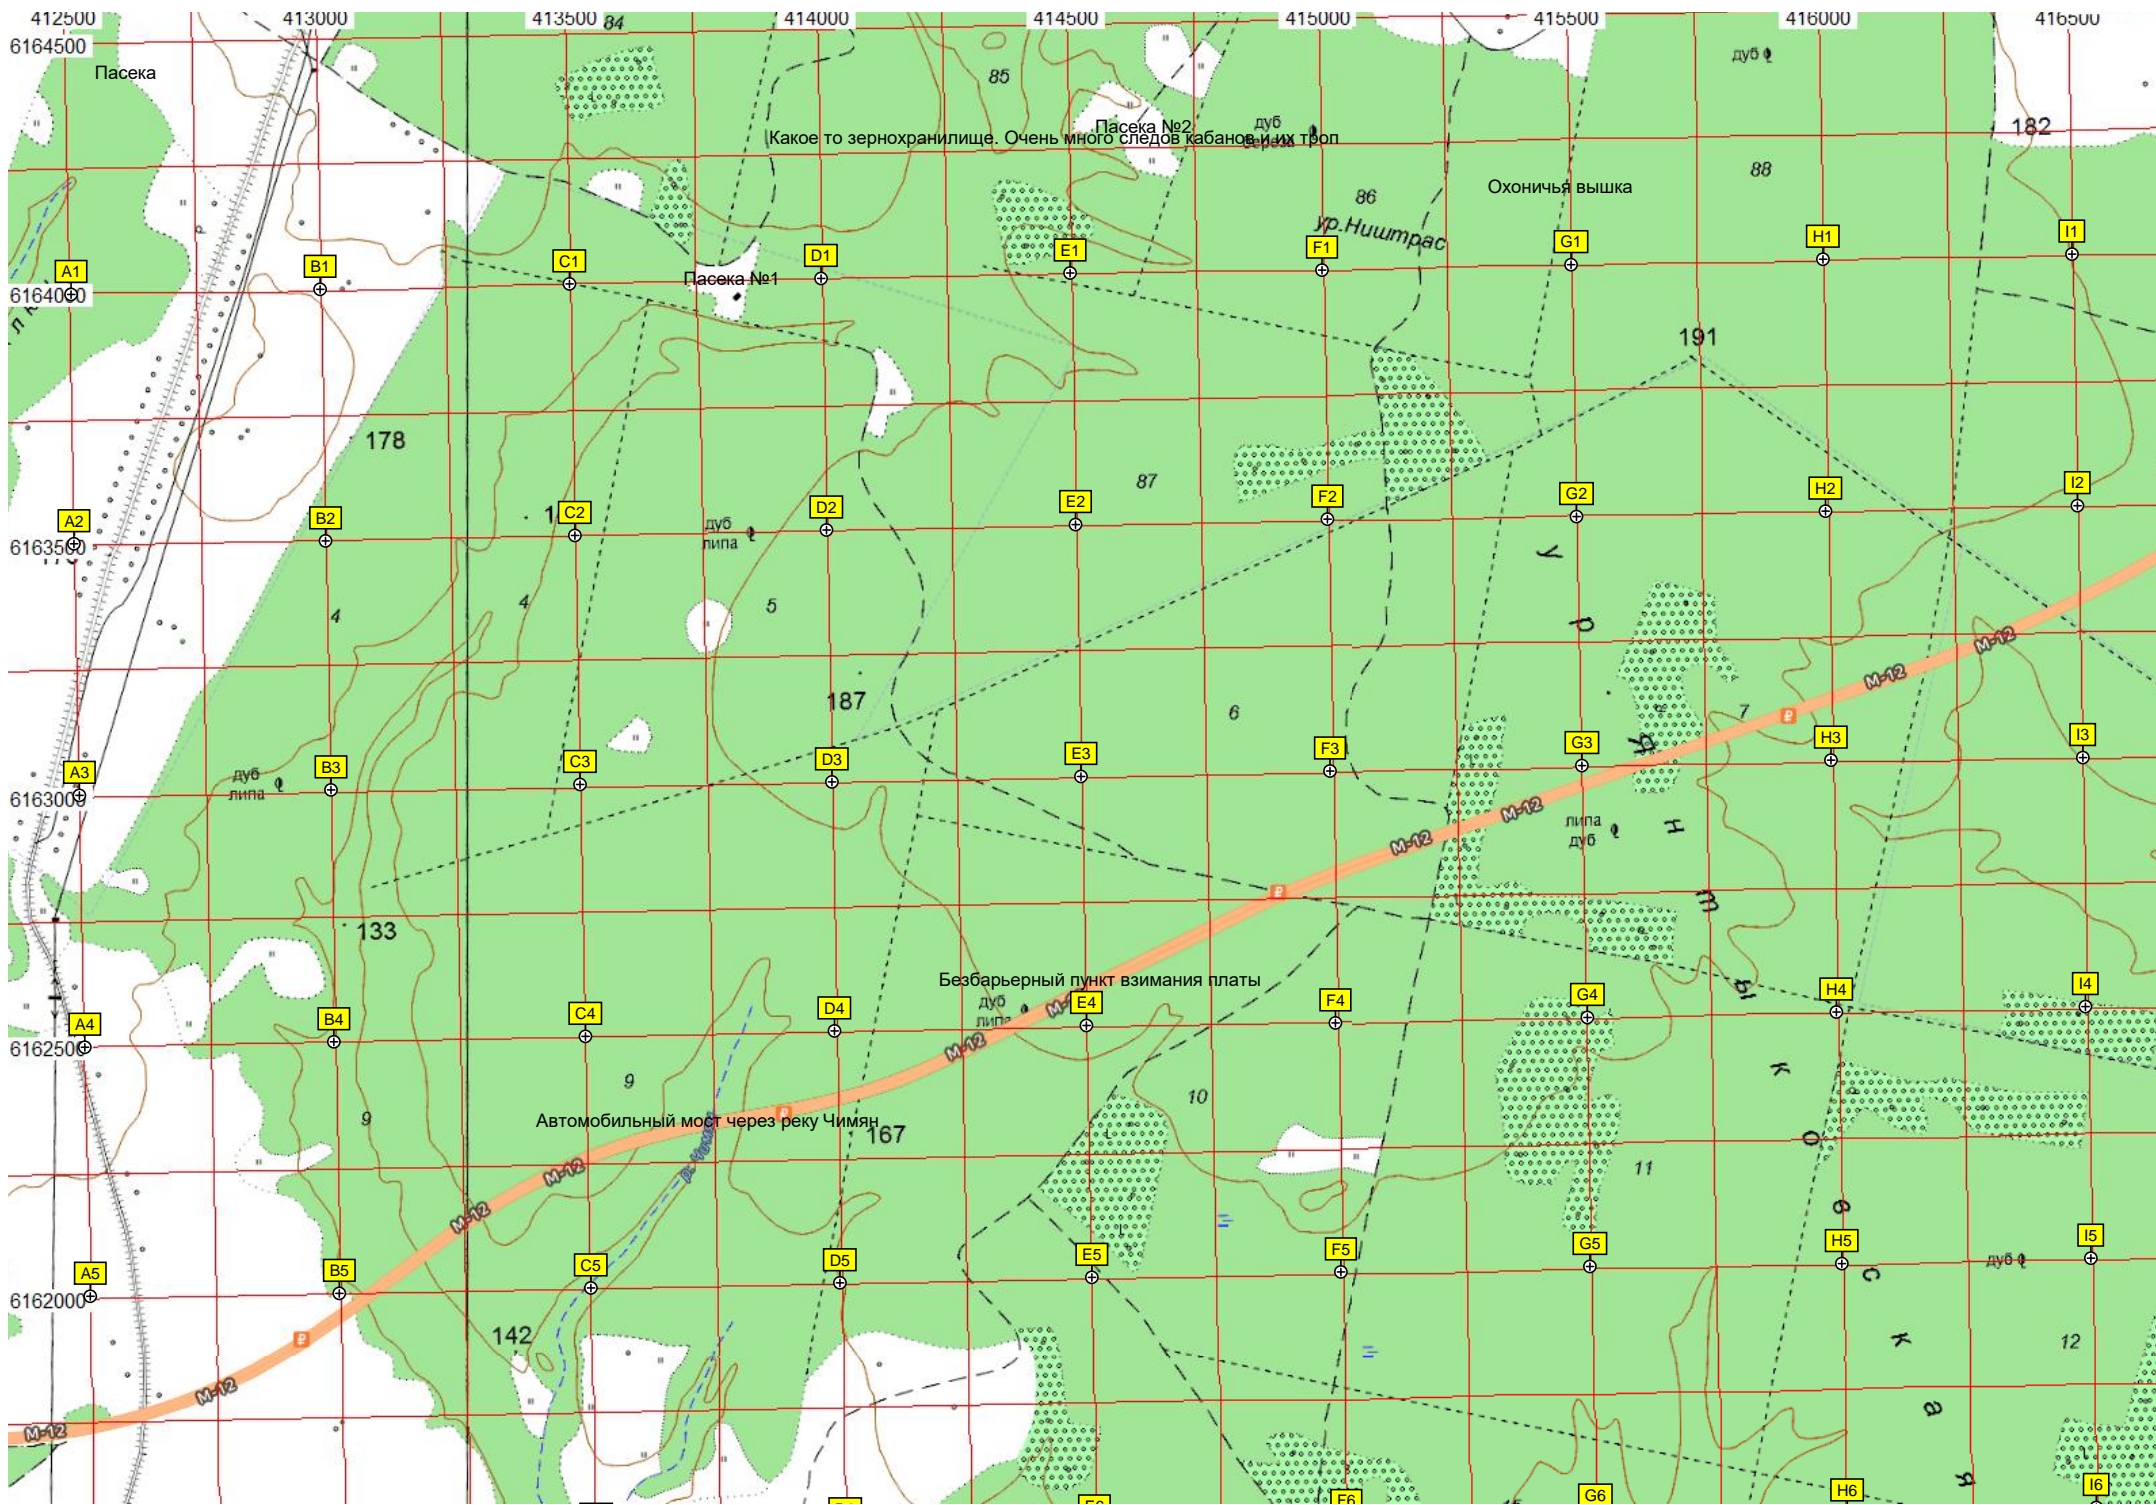 412500 413000 413500 414000 414500 415000 415500 416000 416500
84
6164500
Пасека
85
дуб
Пасека №2
дуб
береза
182
Какое то зернохранилище. Очень много следов кабанов и их троп
88
Охоничья вышка
86
ур.Ништрас
A1 B1 C1 D1 E1 F1 G1 H1 I1
Пасека №1
6164000
191
178
87
A2 B2 C2 D2 E2 F2 G2 H2 I2
дуб
липа
6163500
4 4 5
М-12
М-12
187
6
7
A3 B3 C3 D3 E3 F3 G3 H3 I3
дуб
липа
6163000
М-12
М-12
липа
дуб
133
Безбарьерный пункт взимания платы
дуб
липа
A4 B4 C4 D4 E4 F4 G4 H4 I4
6162500
М-12
9
10
9
Автомобильный мост через реку Чимян
167
р. Чимян
11
М-12
М-12
Уржумтыковская
A5 B5 C5 D5 E5 F5 G5 H5 I5
дуб
6162000
142
12
М-12
М-12
F6 G6 H6 I6